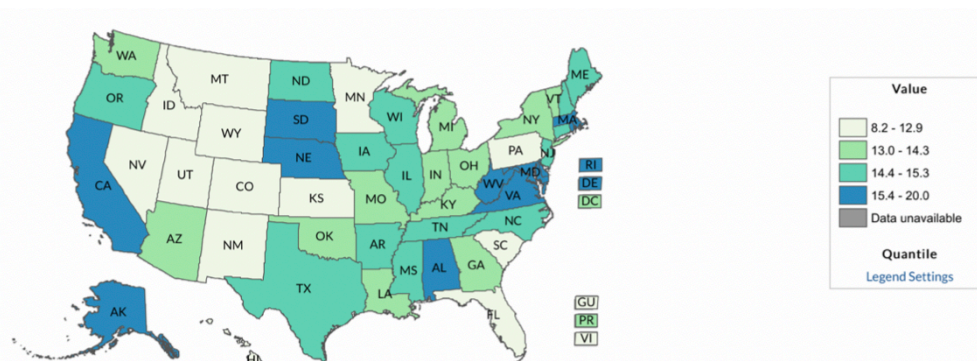 WA
MT
ND
MN
ME
OR
ID
SD
WI
VT
NY
MA
MI
WY
NE
IA
PA
NJ
NV
UT
CO
IL
IN
OH
MD
RI
CA
KS
MO
WV
VA
DE
KY
DC
AZ
NM
OK
TN
NC
AR
SC
TX
MS
AL
GA
LA
FL
AK
HI
GU
PR
VI
Value
8.2 - 12.9
13.0 - 14.3
14.4 - 15.3
15.4 - 20.0
Data unavailable
Quantile
Legend Settings